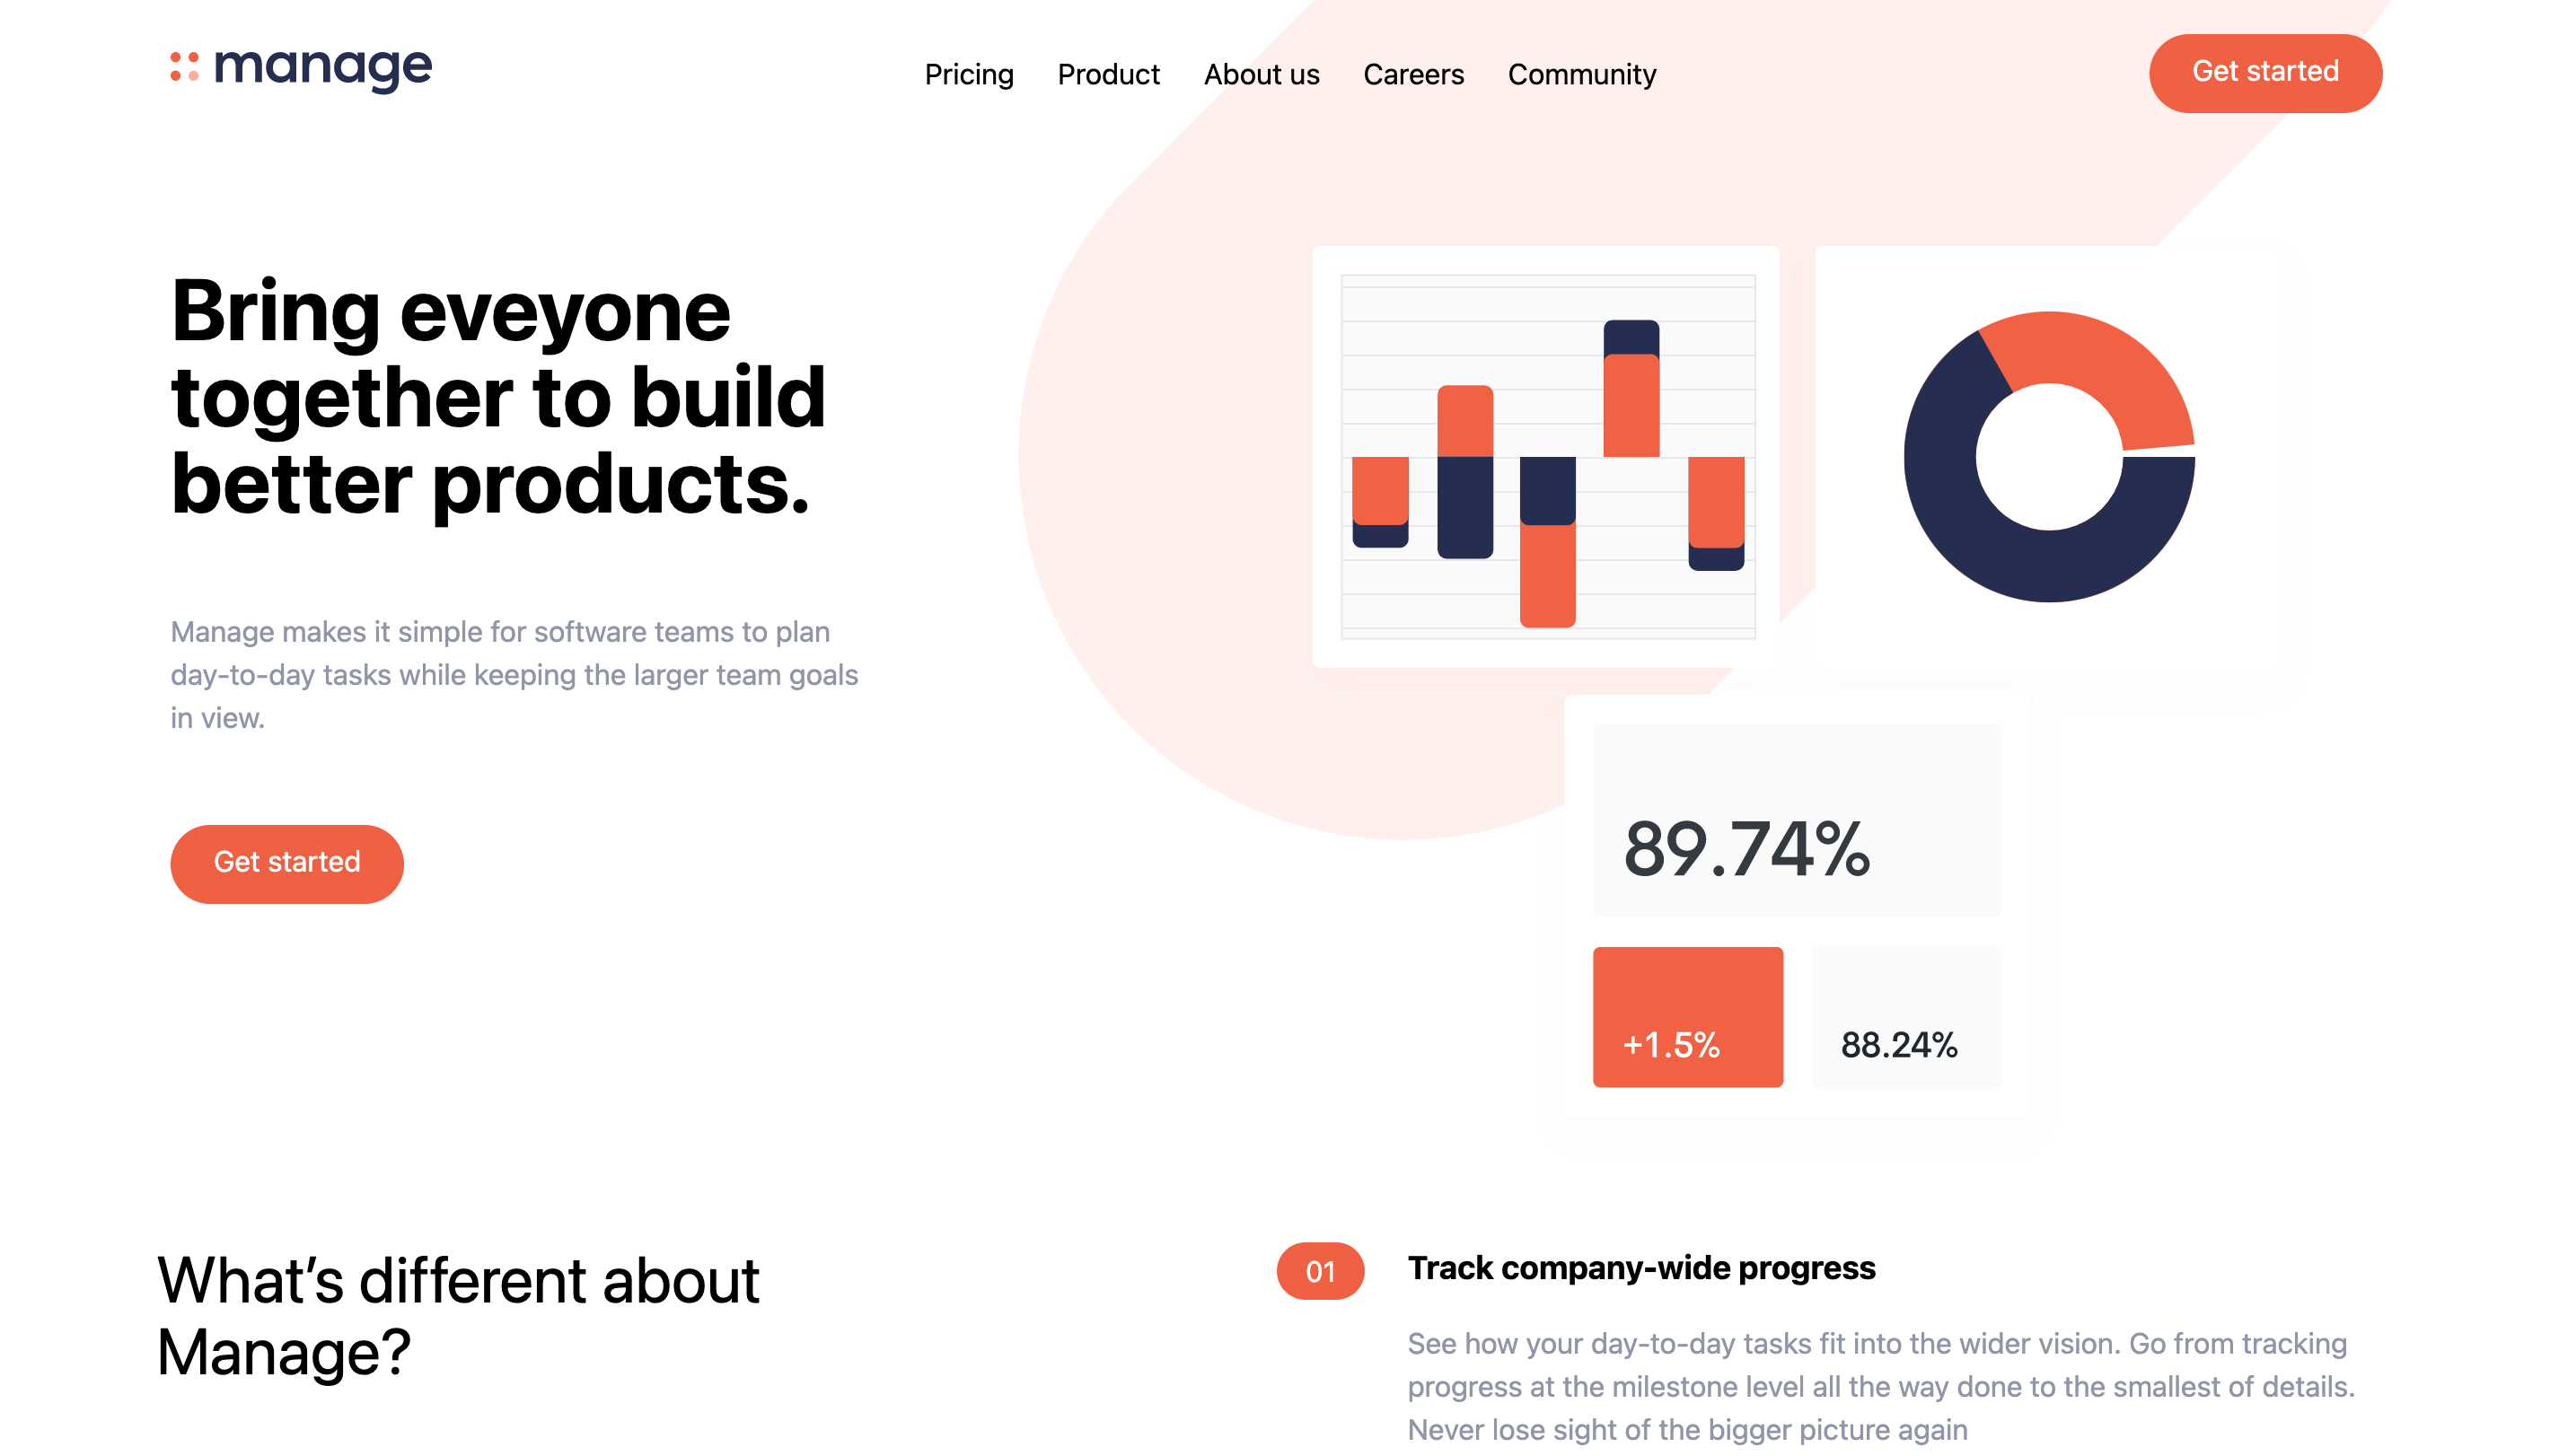 manage
Pricing Product About us Careers Community
Get started
Bring eveyone
together to build
better products.
Manage makes it simple for software teams to plan
day-to-day tasks while keeping the larger team goals
in view.
Get started
89.74%
+1.5%
88.24%
What’s different about
Manage?
01
Track company-wide progress
See how your day-to-day tasks fit into the wider vision. Go from tracking
progress at the milestone level all the way done to the smallest of details.
Never lose sight of the bigger picture again